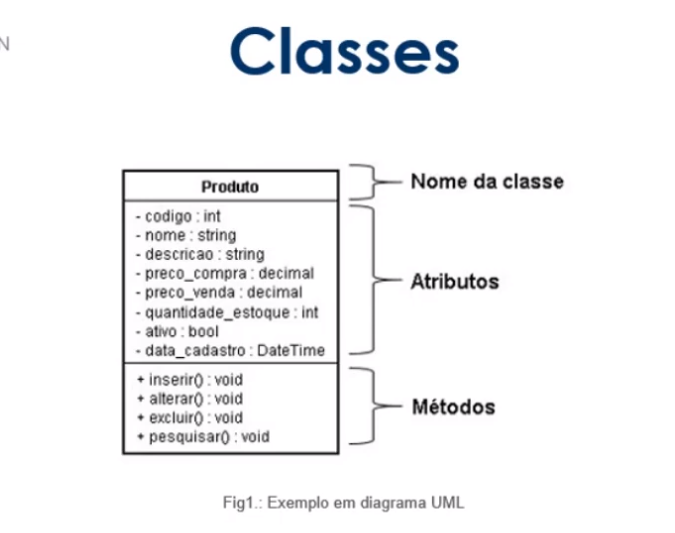 N
Classes
Produto
Nome da classe
- codigo : int
- nome : string
- descricao : string
- preco_compra : decimal
- preco_venda : decimal
- quantidade_estoque : int
- ativo : bool
- data_cadastro : DateTime
Atributos
+ inserir() : void
+ alterar() : void
+ excluir() : void
+ pesquisar() : void
Métodos
Fig1.: Exemplo em diagrama UML